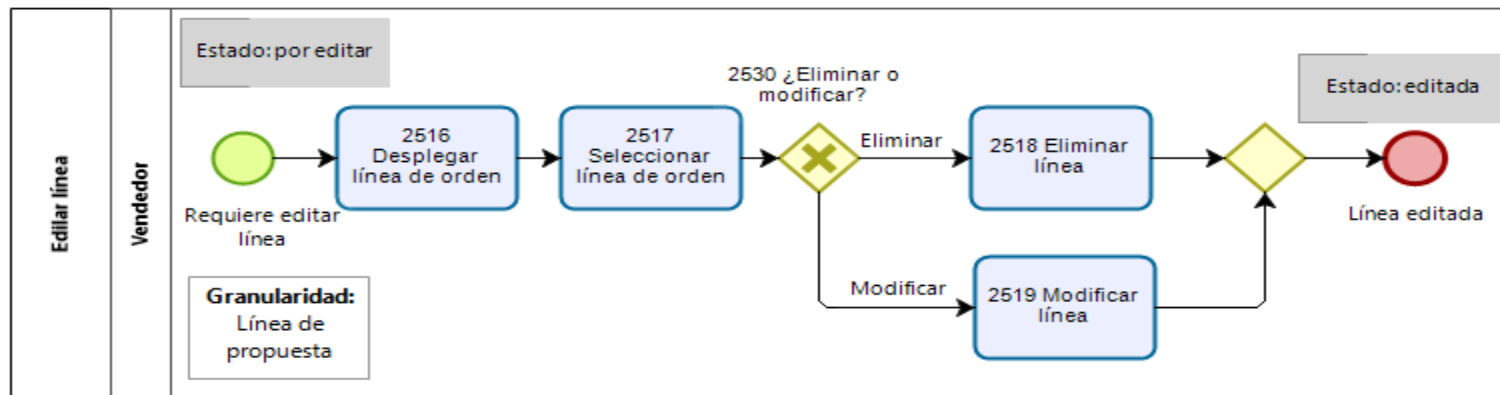 Edilar línea
Vendedor
Estado: por editar
Requiere editar
línea
Granularidad:
Línea de
propuesta
2516
Desplegar
línea de orden
2517
Seleccionar
línea de orden
2530 ¿Eliminar o
modificar?
Eliminar
2518 Eliminar
línea
Modificar
2519 Modificar
línea
Estado: editada
Línea editada